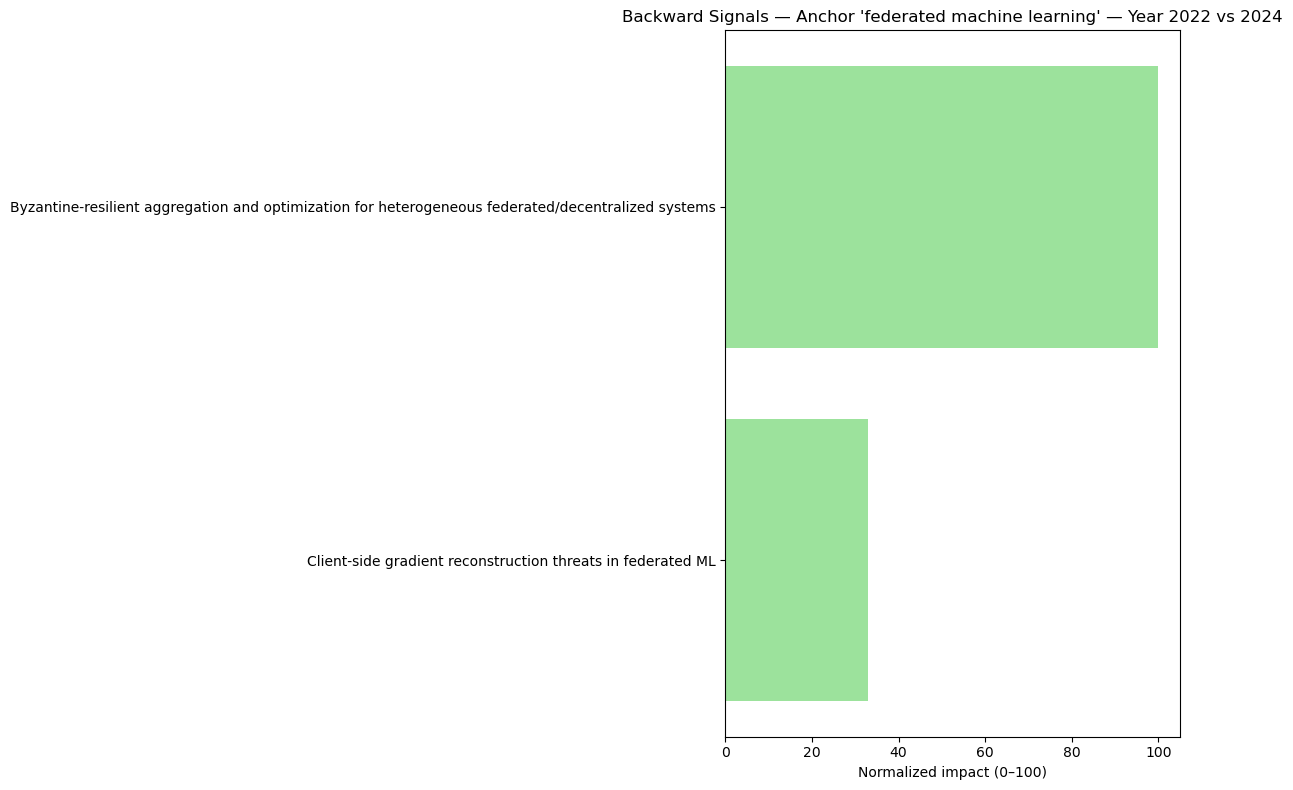 Backward Signals — Anchor 'federated machine learning' — Year 2022 vs 2024
Byzantine-resilient aggregation and optimization for heterogeneous federated/decentralized systems
Client-side gradient reconstruction threats in federated ML
0 20 40 60 80 100
Normalized impact (0–100)